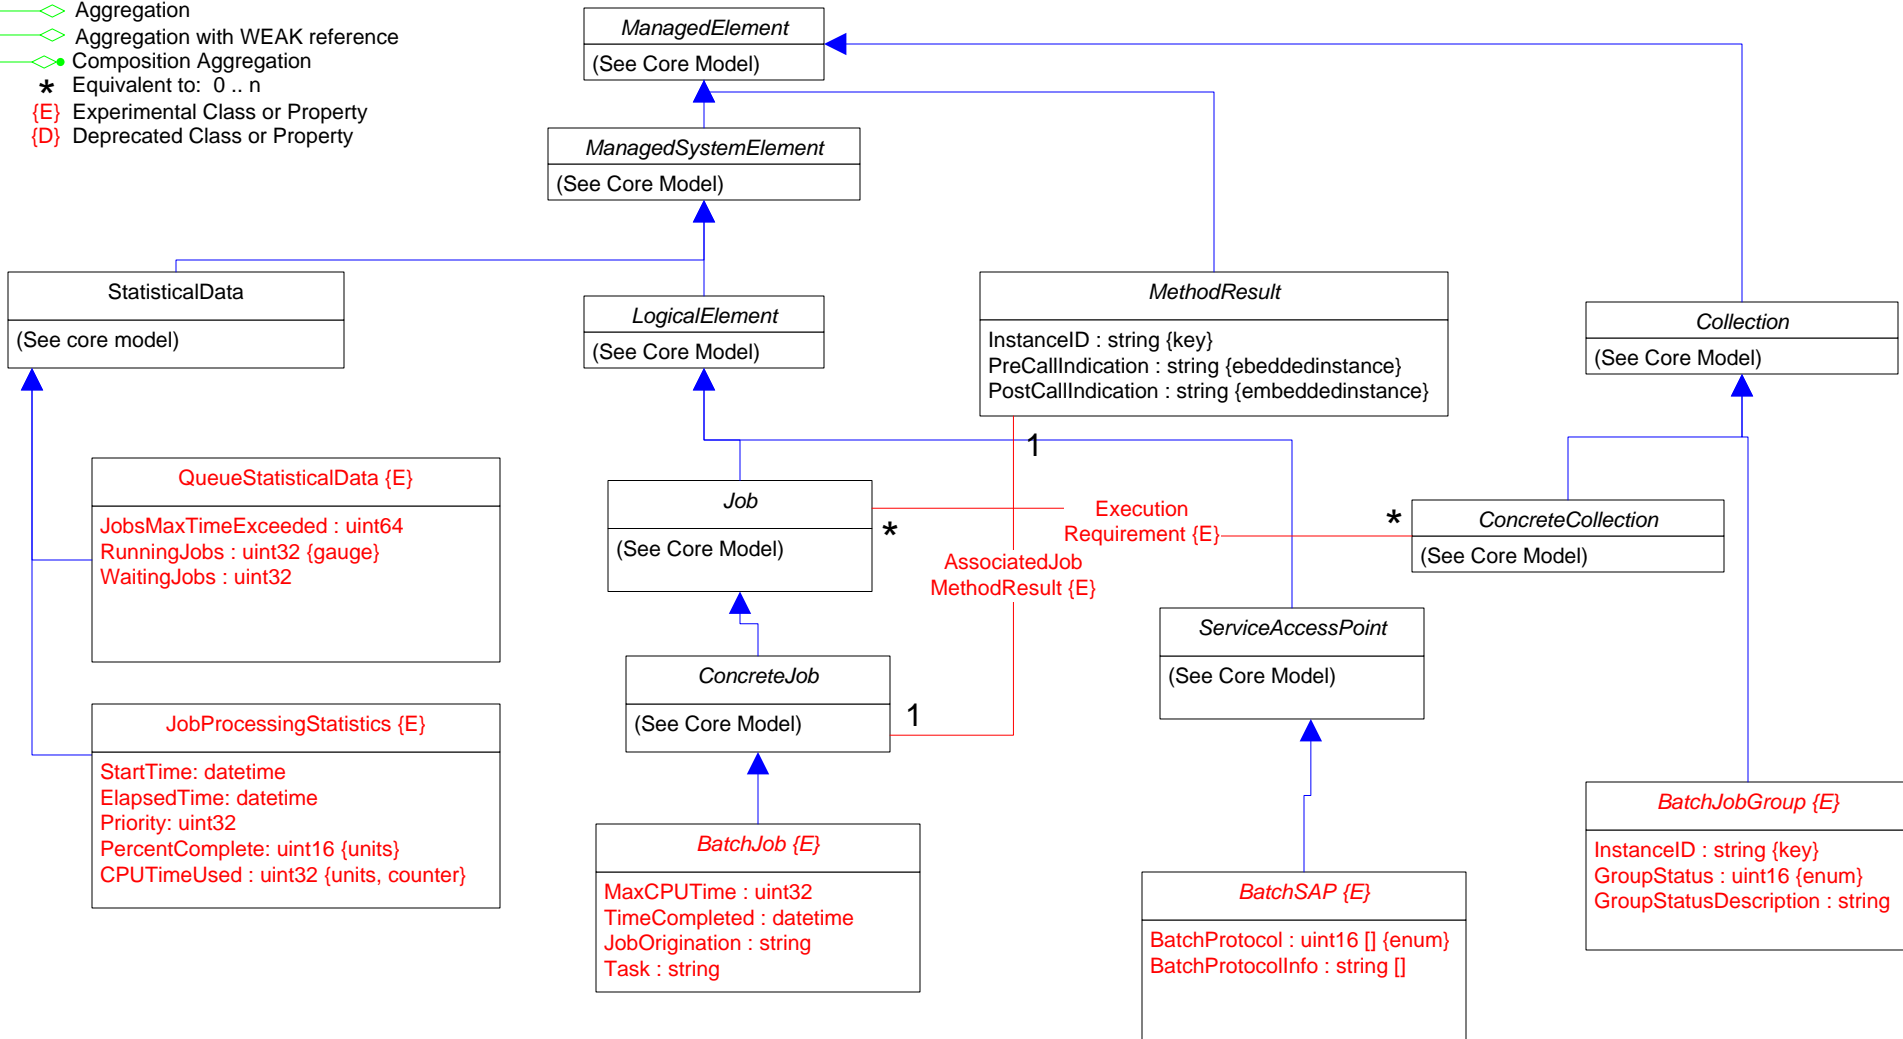 Aggregation
Aggregation with WEAK reference
Composition Aggregation
* Equivalent to: 0 .. n
{E} Experimental Class or Property
{D} Deprecated Class or Property
ManagedElement
(See Core Model)
ManagedSystemElement
(See Core Model)
StatisticalData
(See core model)
LogicalElement
(See Core Model)
MethodResult
InstanceID : string {key}
PreCallIndication : string {ebeddedinstance}
PostCallIndication : string {embeddedinstance}
Collection
(See Core Model)
1
QueueStatisticalData {E}
JobsMaxTimeExceeded : uint64
RunningJobs : uint32 {gauge}
WaitingJobs : uint32
Job
(See Core Model)
*
Execution
Requirement {E}
*
ConcreteCollection
(See Core Model)
AssociatedJob
MethodResult {E}
ServiceAccessPoint
(See Core Model)
ConcreteJob
(See Core Model)
1
JobProcessingStatistics {E}
StartTime: datetime
ElapsedTime: datetime
Priority: uint32
PercentComplete: uint16 {units}
CPUTimeUsed : uint32 {units, counter}
BatchJob {E}
MaxCPUTime : uint32
TimeCompleted : datetime
JobOrigination : string
Task : string
BatchSAP {E}
BatchProtocol : uint16 [] {enum}
BatchProtocolInfo : string []
BatchJobGroup {E}
InstanceID : string {key}
GroupStatus : uint16 {enum}
GroupStatusDescription : string